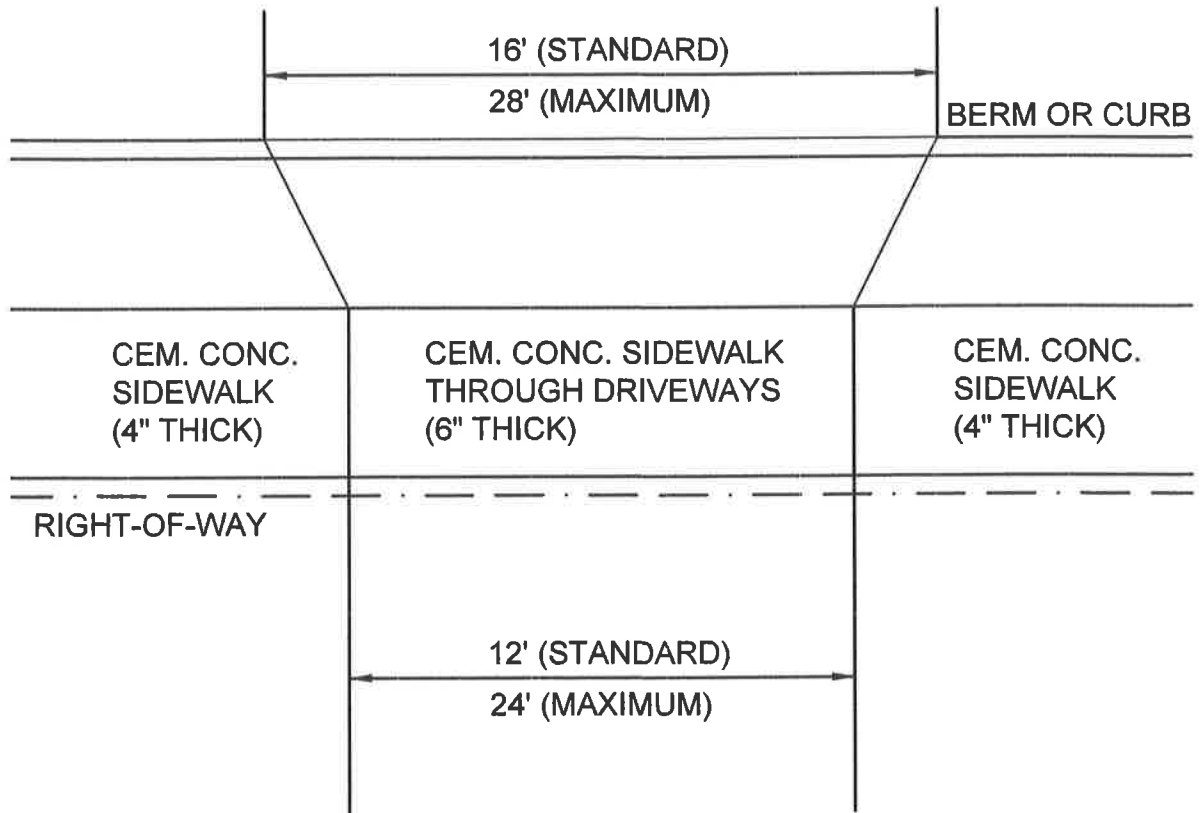 16' (STANDARD)
28' (MAXIMUM)
BERM OR CURB
CEM. CONC.
SIDEWALK
(4" THICK)
CEM. CONC. SIDEWALK
THROUGH DRIVEWAYS
(6" THICK)
CEM. CONC.
SIDEWALK
(4" THICK)
RIGHT-OF-WAY
12' (STANDARD)
24' (MAXIMUM)